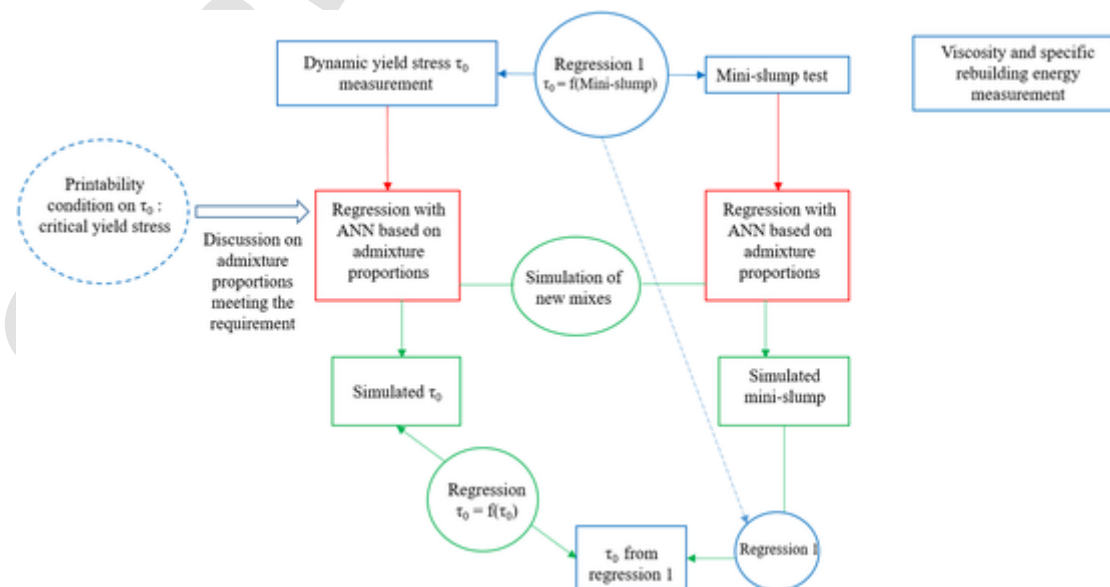 Dynamic yield stress τ₀
measurement
Regression 1
τ₀ = f(Mini-slump)
Mini-slump test
Viscosity and specific
rebuilding energy
measurement
Printability
condition on τ₀ :
critical yield stress
Discussion on
admixture
proportions
meeting the
requirement
Regression with
ANN based on
admixture
proportions
Simulation of
new mixes
Regression with
ANN based on
admixture
proportions
Simulated τ₀
Simulated
mini-slump
Regression
τ₀ = f(τ₀)
τ₀ from
regression 1
Regression 1